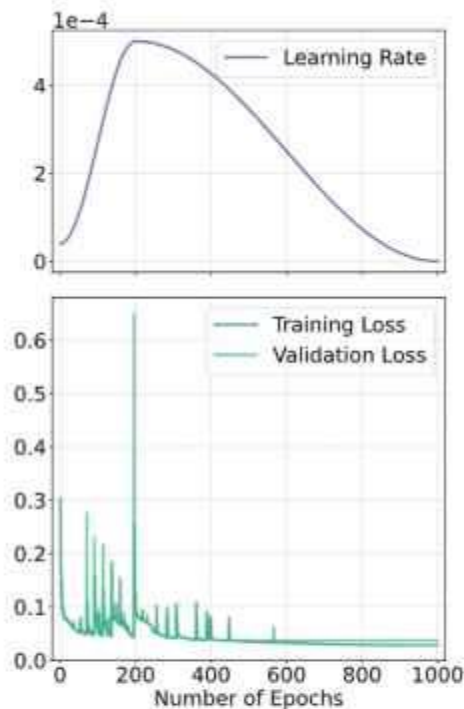 1e−4
Learning Rate
4
2
0
Training Loss
Validation Loss
0.6
0.5
0.4
0.3
0.2
0.1
0.0
0 200 400 600 800 1000
Number of Epochs